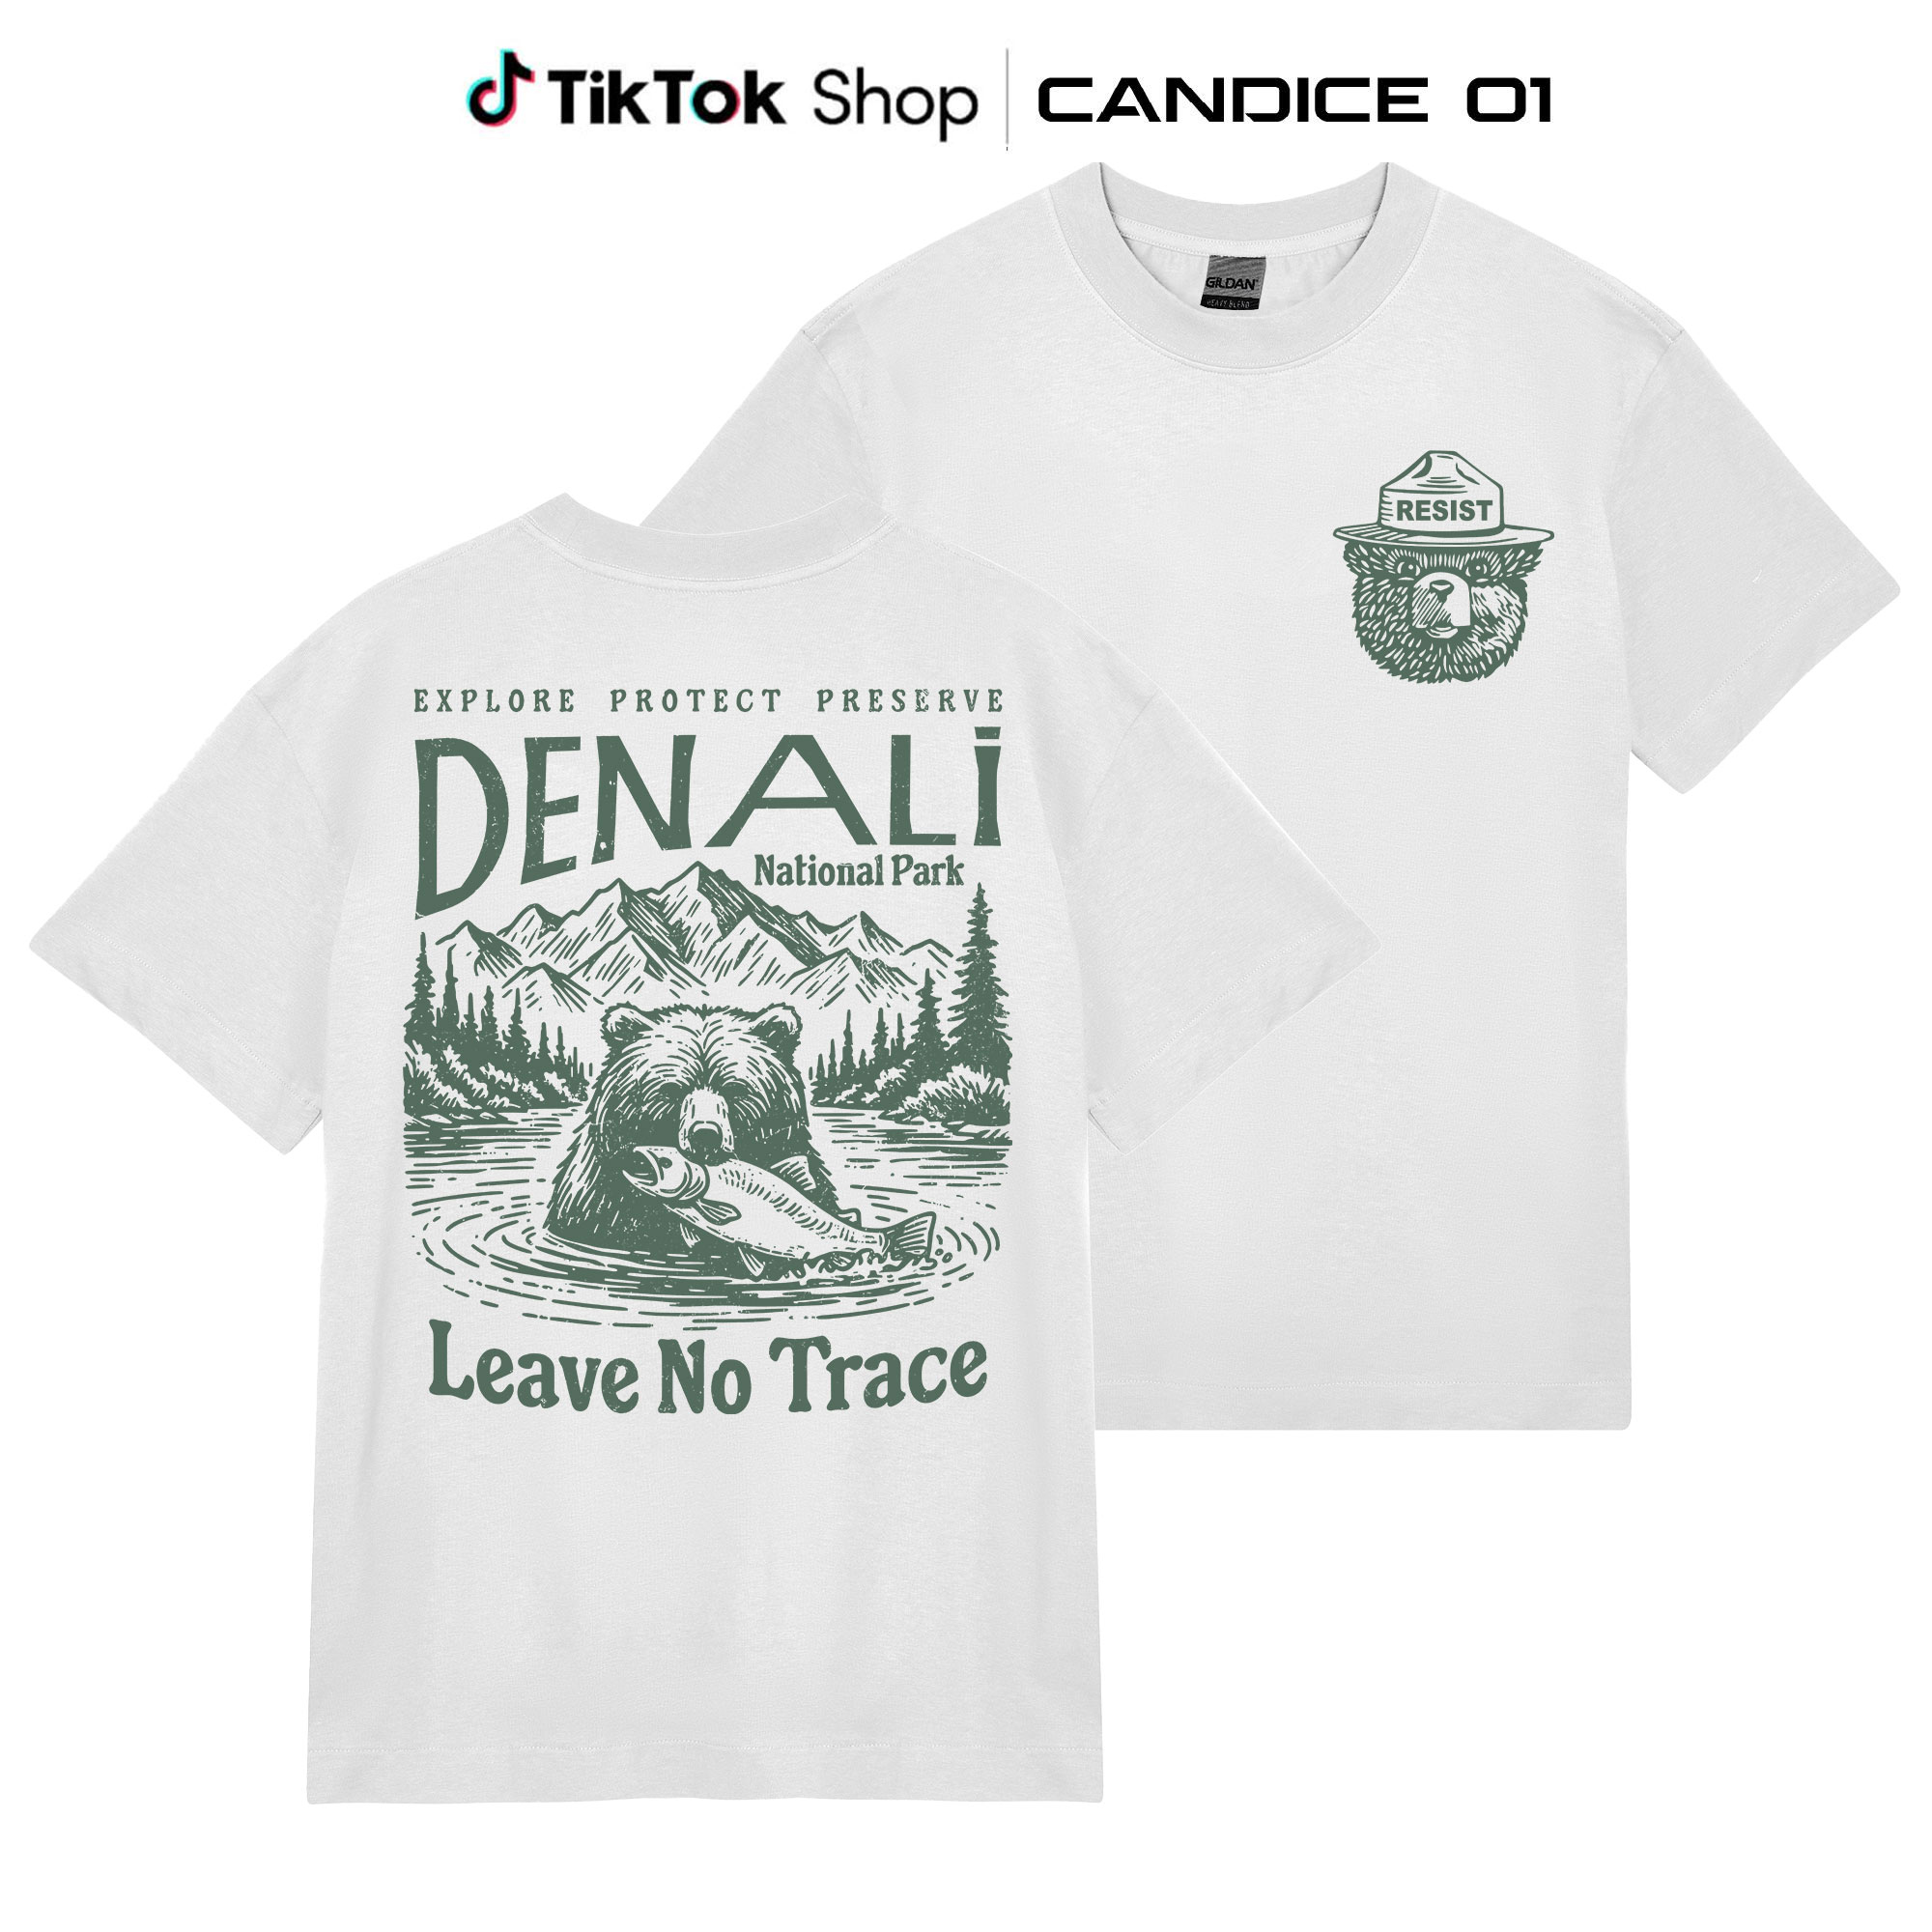 TikTok Shop CANDICE 01
GILDAN
HEAVY BLEND
RESIST
EXPLORE PROTECT PRESERVE
DENALi
National Park
Leave No Trace